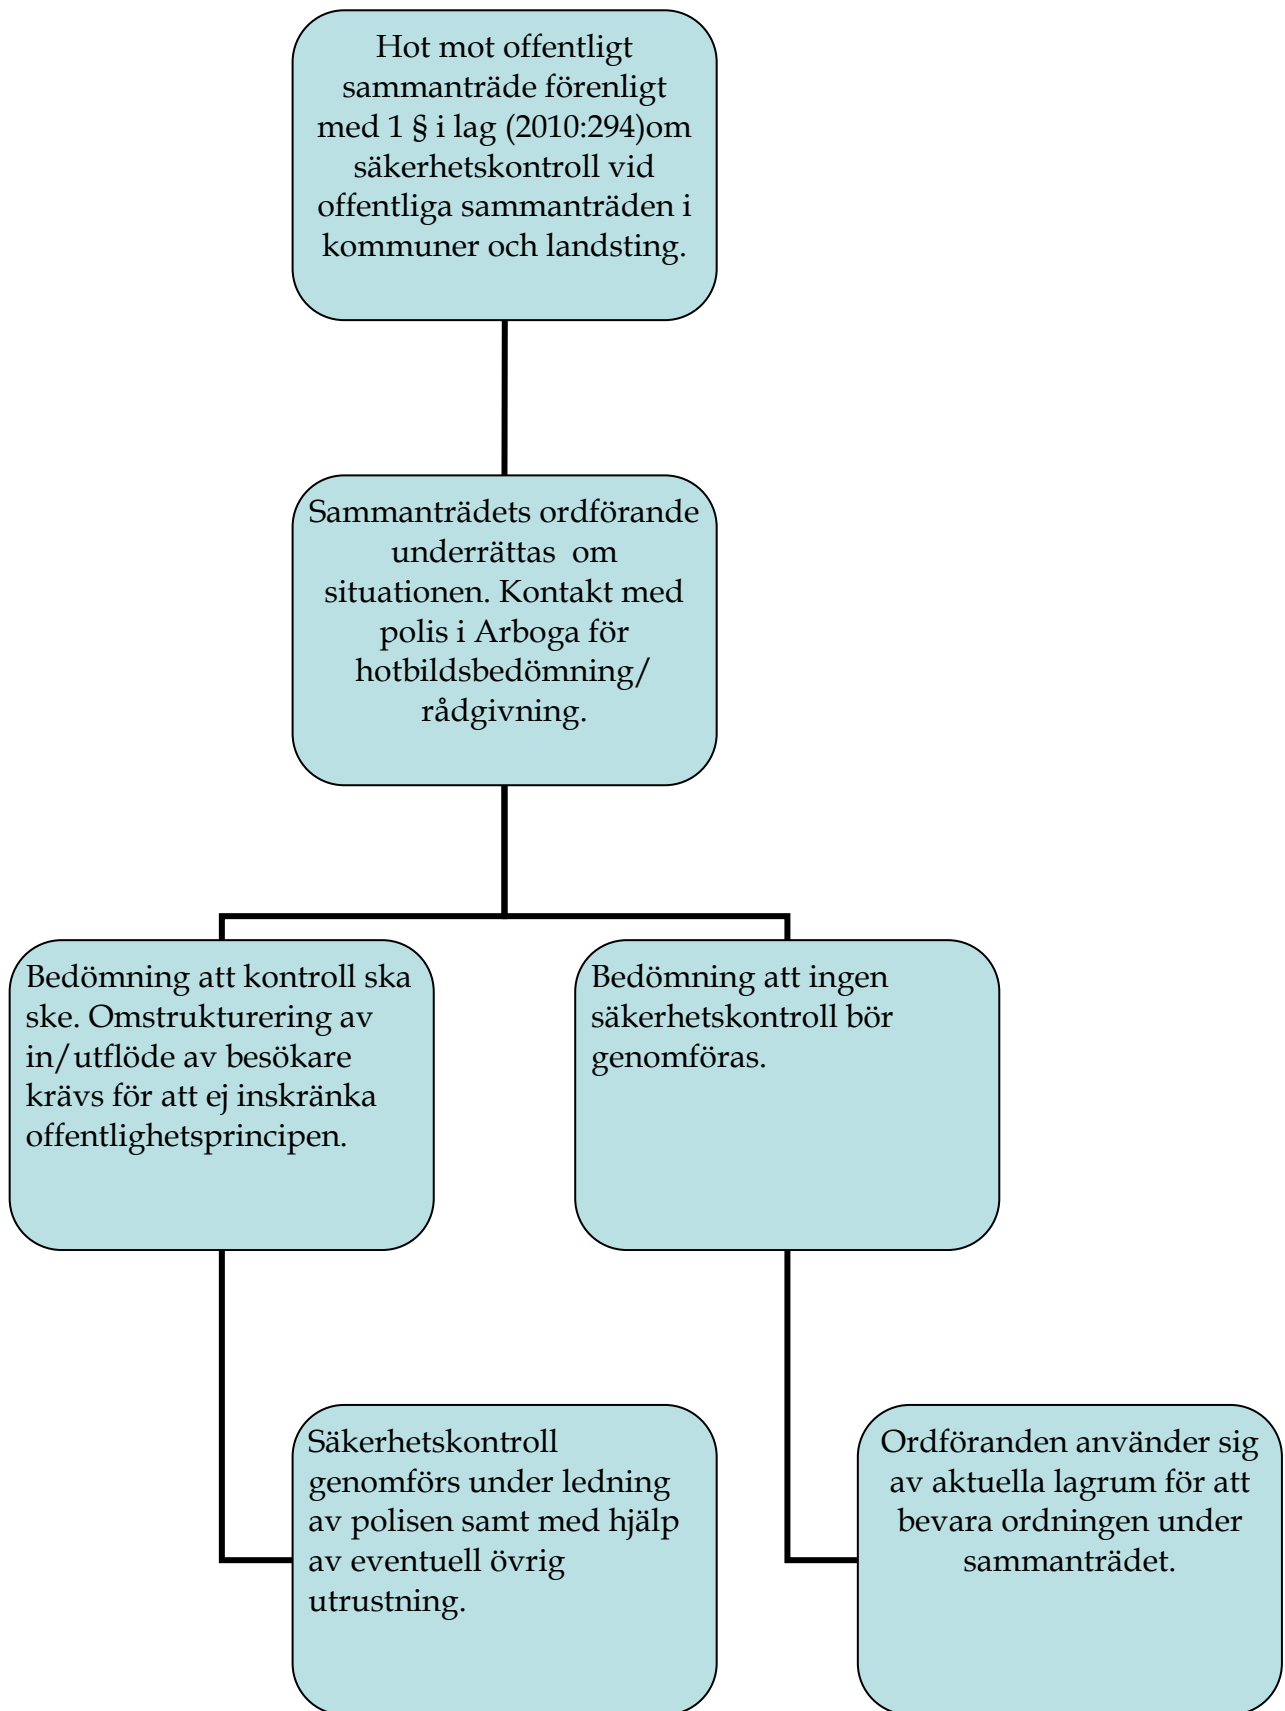 Hot mot offentligt
sammanträde förenligt
med 1 § i lag (2010:294)om
säkerhetskontroll vid
offentliga sammanträden i
kommuner och landsting.
Sammanträdets ordförande
underrättas  om
situationen. Kontakt med
polis i Arboga för
hotbildsbedömning/
rådgivning.
Bedömning att kontroll ska
ske. Omstrukturering av
in/utflöde av besökare
krävs för att ej inskränka
offentlighetsprincipen.
Bedömning att ingen
säkerhetskontroll bör
genomföras.
Säkerhetskontroll
genomförs under ledning
av polisen samt med hjälp
av eventuell övrig
utrustning.
Ordföranden använder sig
av aktuella lagrum för att
bevara ordningen under
sammanträdet.